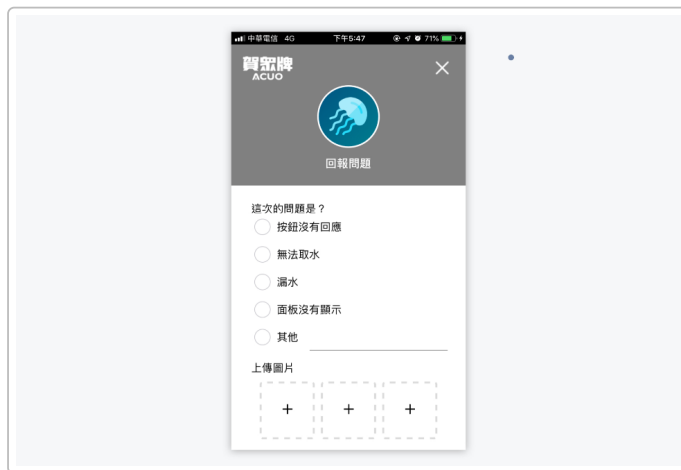 中華電信 4G 下午5:47 71%
賀眾牌
ACUO
回報問題
這次的問題是？
按鈕沒有回應
無法取水
漏水
面板沒有顯示
其他
上傳圖片
+ + +